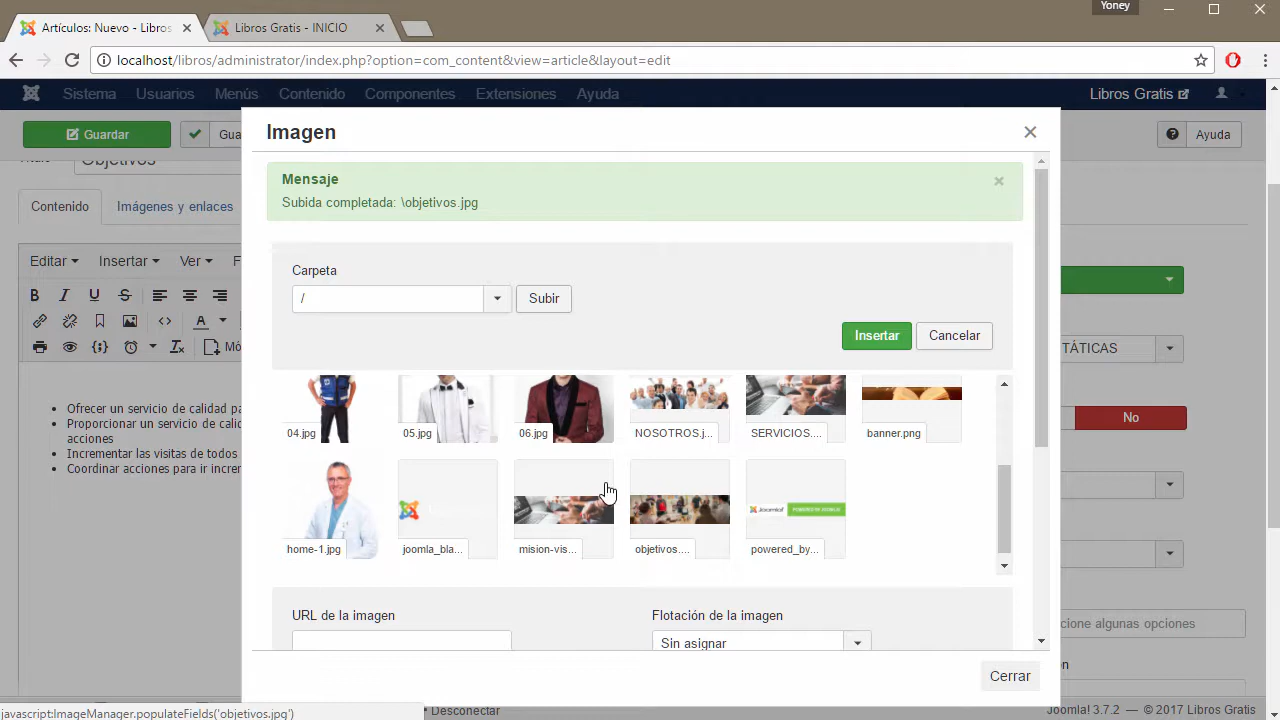 Yoney
Artículos: Nuevo - Libros
Libros Gratis - INICIO
localhost/libros/administrator/index.php?option=com_content&view=article&layout=edit
Sistema Usuarios Menús Contenido Componentes Extensiones Ayuda Libros Gratis
Guardar Gua Ayuda
Imagen
Objetivos
Mensaje
Subida completada: \objetivos.jpg
Contenido Imágenes y enlaces
Editar Insertar Ver F
Carpeta
/ Subir
Insertar Cancelar
Mó
TÁTICAS
Ofrecer un servicio de calidad pa
Proporcionar un servicio de calid
acciones
Incrementar las visitas de todos
Coordinar acciones para ir increm
No
04.jpg 05.jpg 06.jpg NOSOTROS.j... SERVICIOS.... banner.png
home-1.jpg joomla_bla... mision-vis... objetivos.... powered_by...
URL de la imagen Flotación de la imagen
Sin asignar
cione algunas opciones
Cerrar
javascript:ImageManager.populateFields('objetivos.jpg')
Desconectar
Joomla! 3.7.2 — © 2017 Libros Gratis